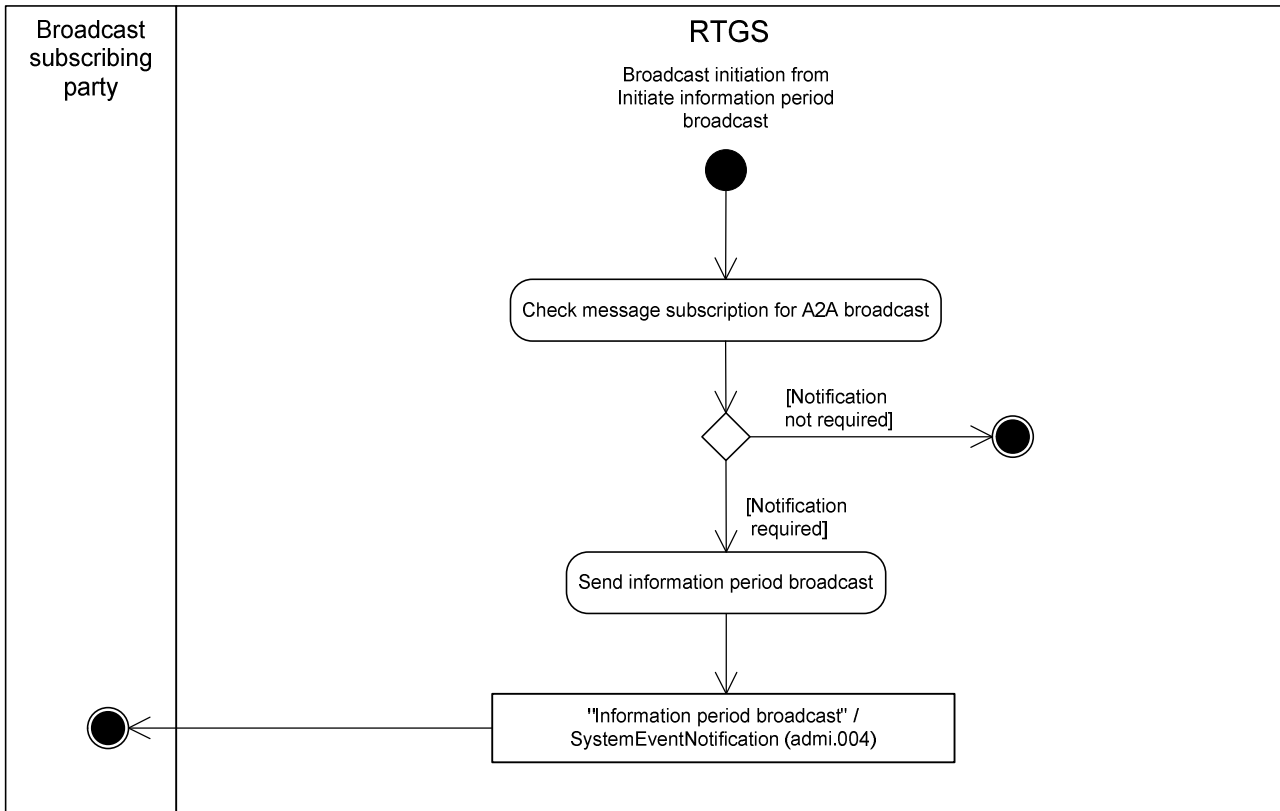 Broadcast
subscribing
party
RTGS
Broadcast initiation from
Initiate information period
broadcast
Check message subscription for A2A broadcast
[Notification
not required]
[Notification
required]
Send information period broadcast
"Information period broadcast" /
SystemEventNotification (admi.004)